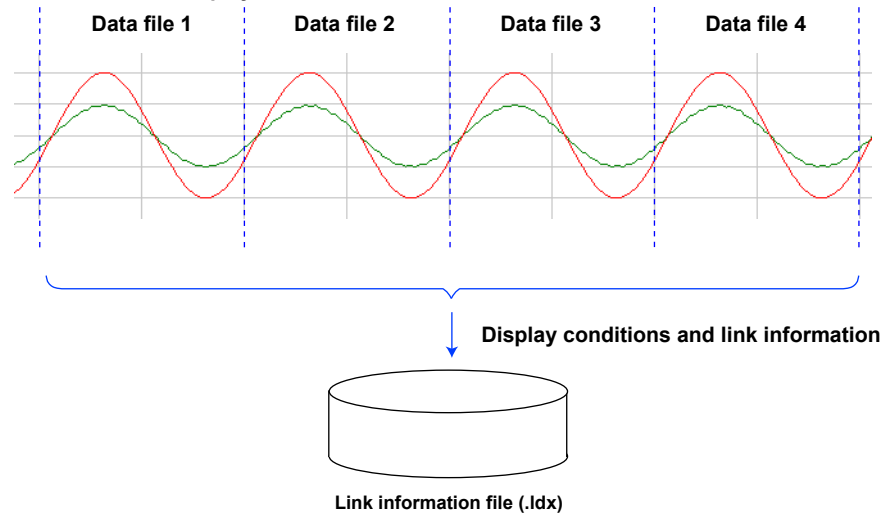 Data file 1 Data file 2 Data file 3 Data file 4
Display conditions and link information
Link information file (.ldx)